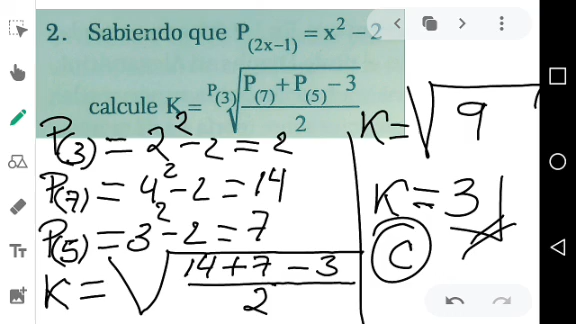 2. Sabiendo que P(2x−1) = x² − 2
calcule K = P(3)√((P(7) + P(5) − 3)/2)
P(3) = 2² − 2 = 2
P(7) = 4² − 2 = 14
P(5) = 3² − 2 = 7
K = √((14 + 7 − 3)/2)
K = √9
K = 3
C
Tt